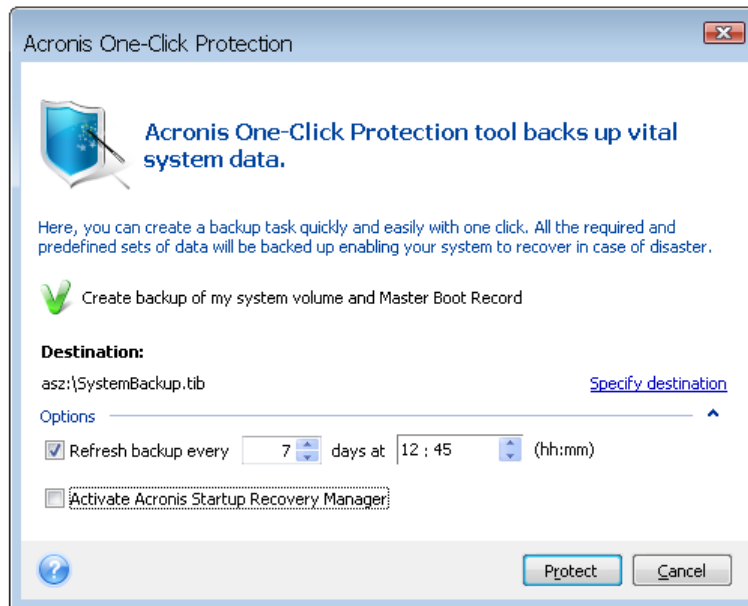 Acronis One-Click Protection
Acronis One-Click Protection tool backs up vital
system data.
Here, you can create a backup task quickly and easily with one click. All the required and
predefined sets of data will be backed up enabling your system to recover in case of disaster.
Create backup of my system volume and Master Boot Record
Destination:
asz:\SystemBackup.tib Specify destination
Options
Refresh backup every 7 days at 12 : 45 (hh:mm)
Activate Acronis Startup Recovery Manager
? Protect Cancel